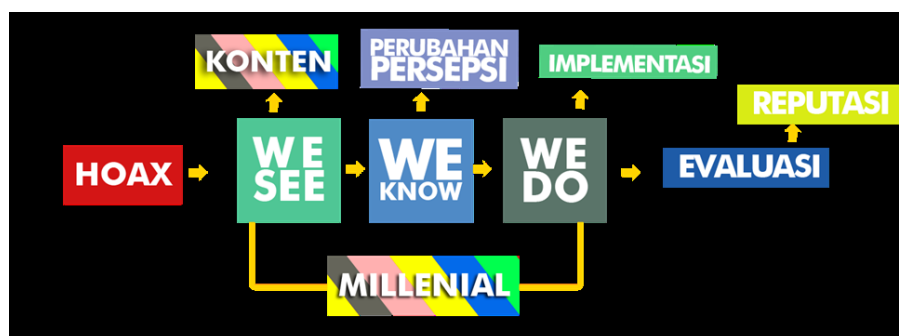 KONTEN
PERUBAHAN
PERSEPSI
IMPLEMENTASI
REPUTASI
HOAX
WE
SEE
WE
KNOW
WE
DO
EVALUASI
MILLENIAL